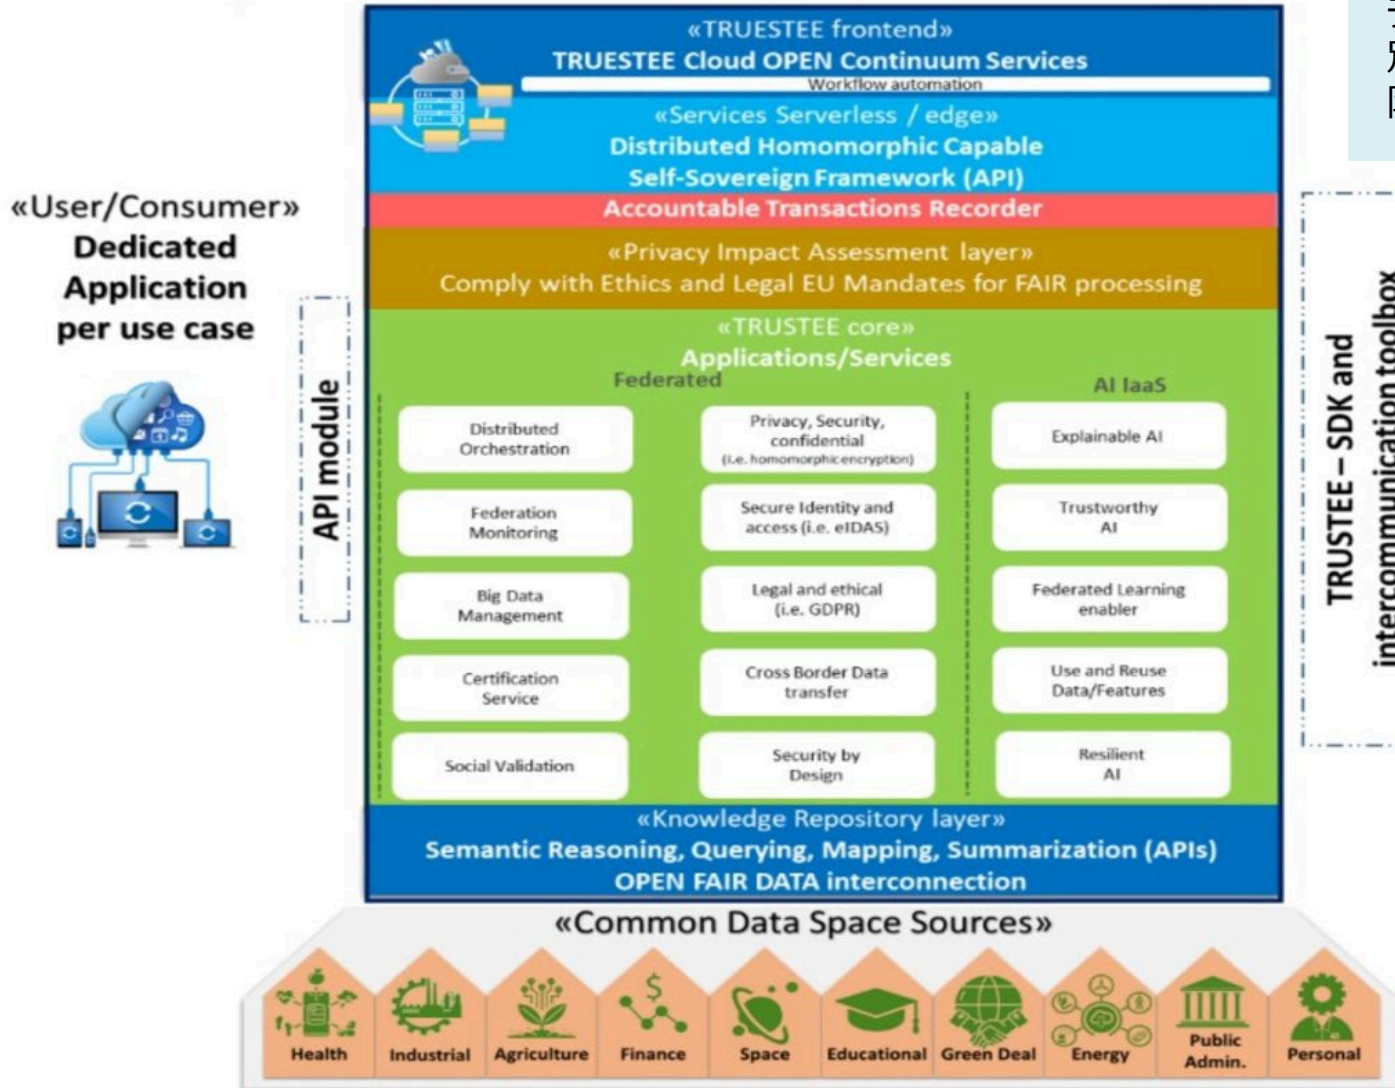 «TRUESTEE frontend»
TRUESTEE Cloud OPEN Continuum Services
Workflow automation
«Services Serverless / edge»
Distributed Homomorphic Capable
Self-Sovereign Framework (API)
Accountable Transactions Recorder
«Privacy Impact Assessment layer»
Comply with Ethics and Legal EU Mandates for FAIR processing
«User/Consumer»
Dedicated
Application
per use case
API module
«TRUSTEE core»
Applications/Services
Federated
AI IaaS
Distributed
Orchestration
Privacy, Security,
confidential
(i.e. homomorphic encryption)
Explainable AI
Federation
Monitoring
Secure Identity and
access (i.e. eIDAS)
Trustworthy
AI
Big Data
Management
Legal and ethical
(i.e. GDPR)
Federated Learning
enabler
Certification
Service
Cross Border Data
transfer
Use and Reuse
Data/Features
Social Validation
Security by
Design
Resilient
AI
TRUSTEE – SDK and
intercommunication toolbox
«Knowledge Repository layer»
Semantic Reasoning, Querying, Mapping, Summarization (APIs)
OPEN FAIR DATA interconnection
«Common Data Space Sources»
Health
Industrial
Agriculture
Finance
Space
Educational
Green Deal
Energy
Public
Admin.
Personal